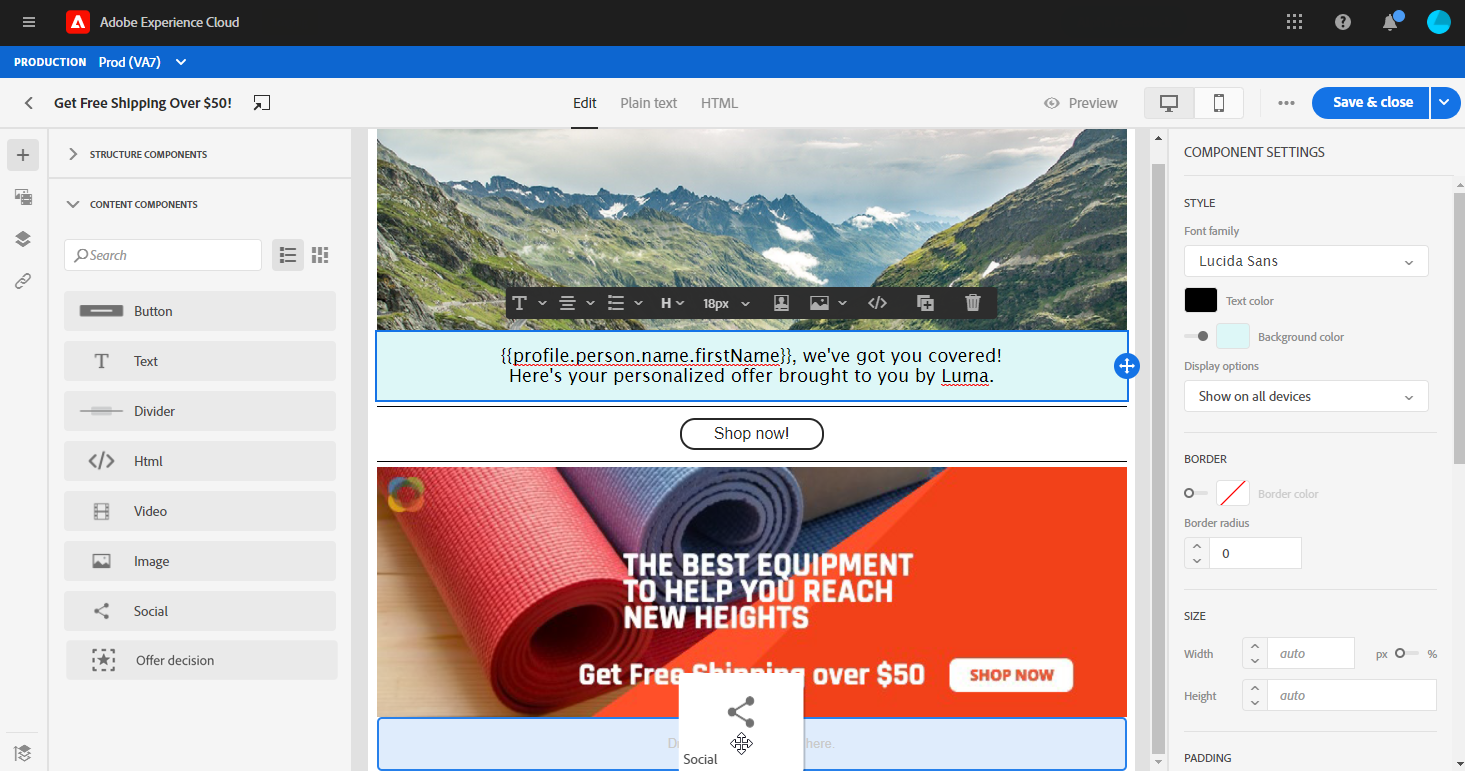 Adobe Experience Cloud
PRODUCTION Prod (VA7)
Get Free Shipping Over $50!
Edit Plain text HTML
Preview
Save & close
STRUCTURE COMPONENTS
CONTENT COMPONENTS
Search
Button
Text
Divider
Html
Video
Image
Social
Offer decision
H 18px
{{profile.person.name.firstName}}, we've got you covered!
Here's your personalized offer brought to you by Luma.
Shop now!
THE BEST EQUIPMENT
TO HELP YOU REACH
NEW HEIGHTS
Get Free Shipping over $50 SHOP NOW
here.
Social
COMPONENT SETTINGS
STYLE
Font family
Lucida Sans
Text color
Background color
Display options
Show on all devices
BORDER
Border color
Border radius
0
SIZE
Width auto px %
Height auto
PADDING